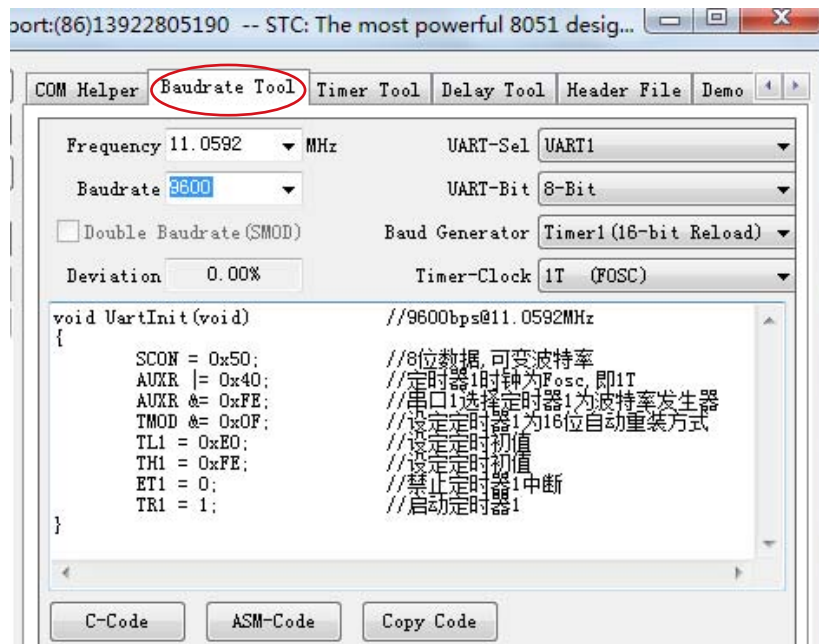 port:(86)13922805190 -- STC: The most powerful 8051 desig...
COM Helper Baudrate Tool Timer Tool Delay Tool Header File Demo
Frequency 11.0592 MHz UART-Sel UART1
Baudrate 9600 UART-Bit 8-Bit
Double Baudrate(SMOD) Baud Generator Timer1(16-bit Reload)
Deviation 0.00% Timer-Clock 1T (FOSC)
void UartInit(void) //9600bps@11.0592MHz
{
SCON = 0x50; //8位数据,可变波特率
AUXR |= 0x40; //定时器1时钟为Fosc,即1T
AUXR &= 0xFE; //串口1选择定时器1为波特率发生器
TMOD &= 0x0F; //设定定时器1为16位自动重装方式
TL1 = 0xE0; //设定定时初值
TH1 = 0xFE; //设定定时初值
ET1 = 0; //禁止定时器1中断
TR1 = 1; //启动定时器1
}
C-Code ASM-Code Copy Code